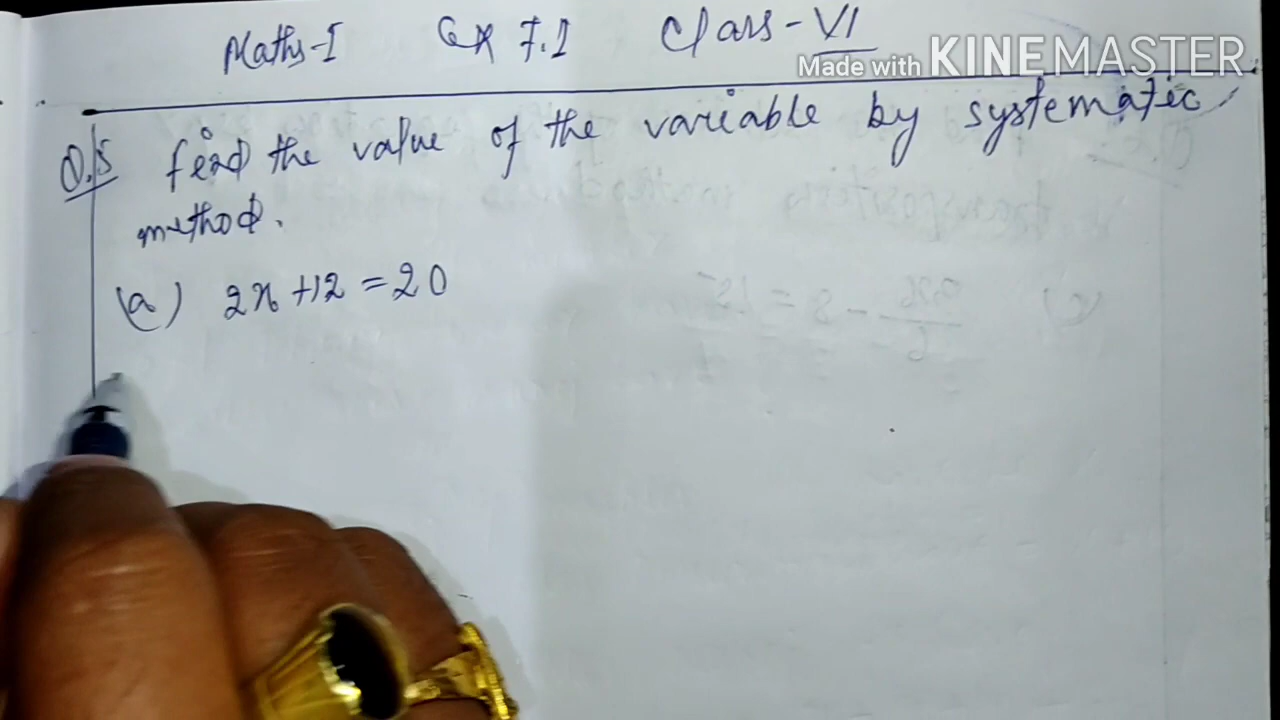 Maths-I Ex 7.1 Class-VI
Made with KINEMASTER
Q.5 find the value of the variable by systematic
method.
(a) 2x+12=20